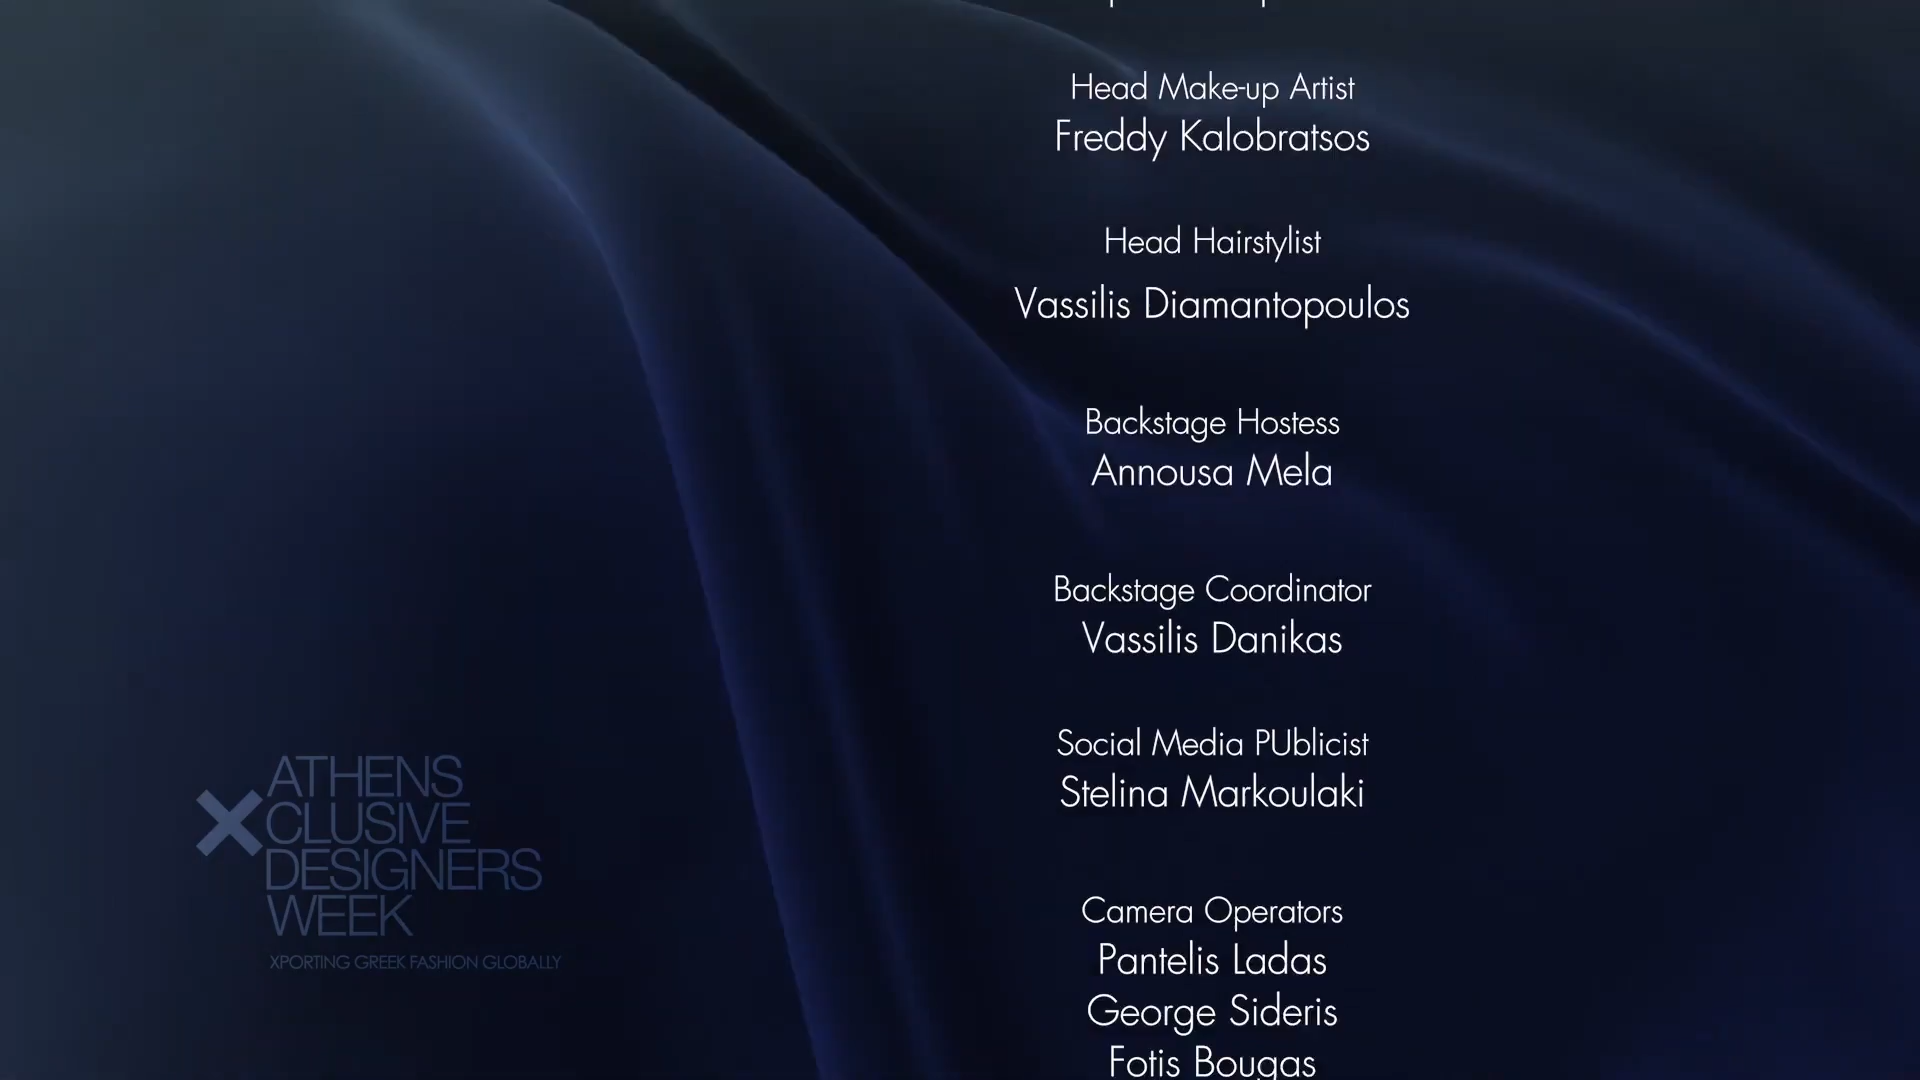 Head Make-up Artist
Freddy Kalobratsos
Head Hairstylist
Vassilis Diamantopoulos
Backstage Hostess
Annousa Mela
Backstage Coordinator
Vassilis Danikas
Social Media PUblicist
Stelina Markoulaki
Camera Operators
Pantelis Ladas
George Sideris
Fotis Bougas
ATHENS
XCLUSIVE
DESIGNERS
WEEK
XPORTING GREEK FASHION GLOBALLY